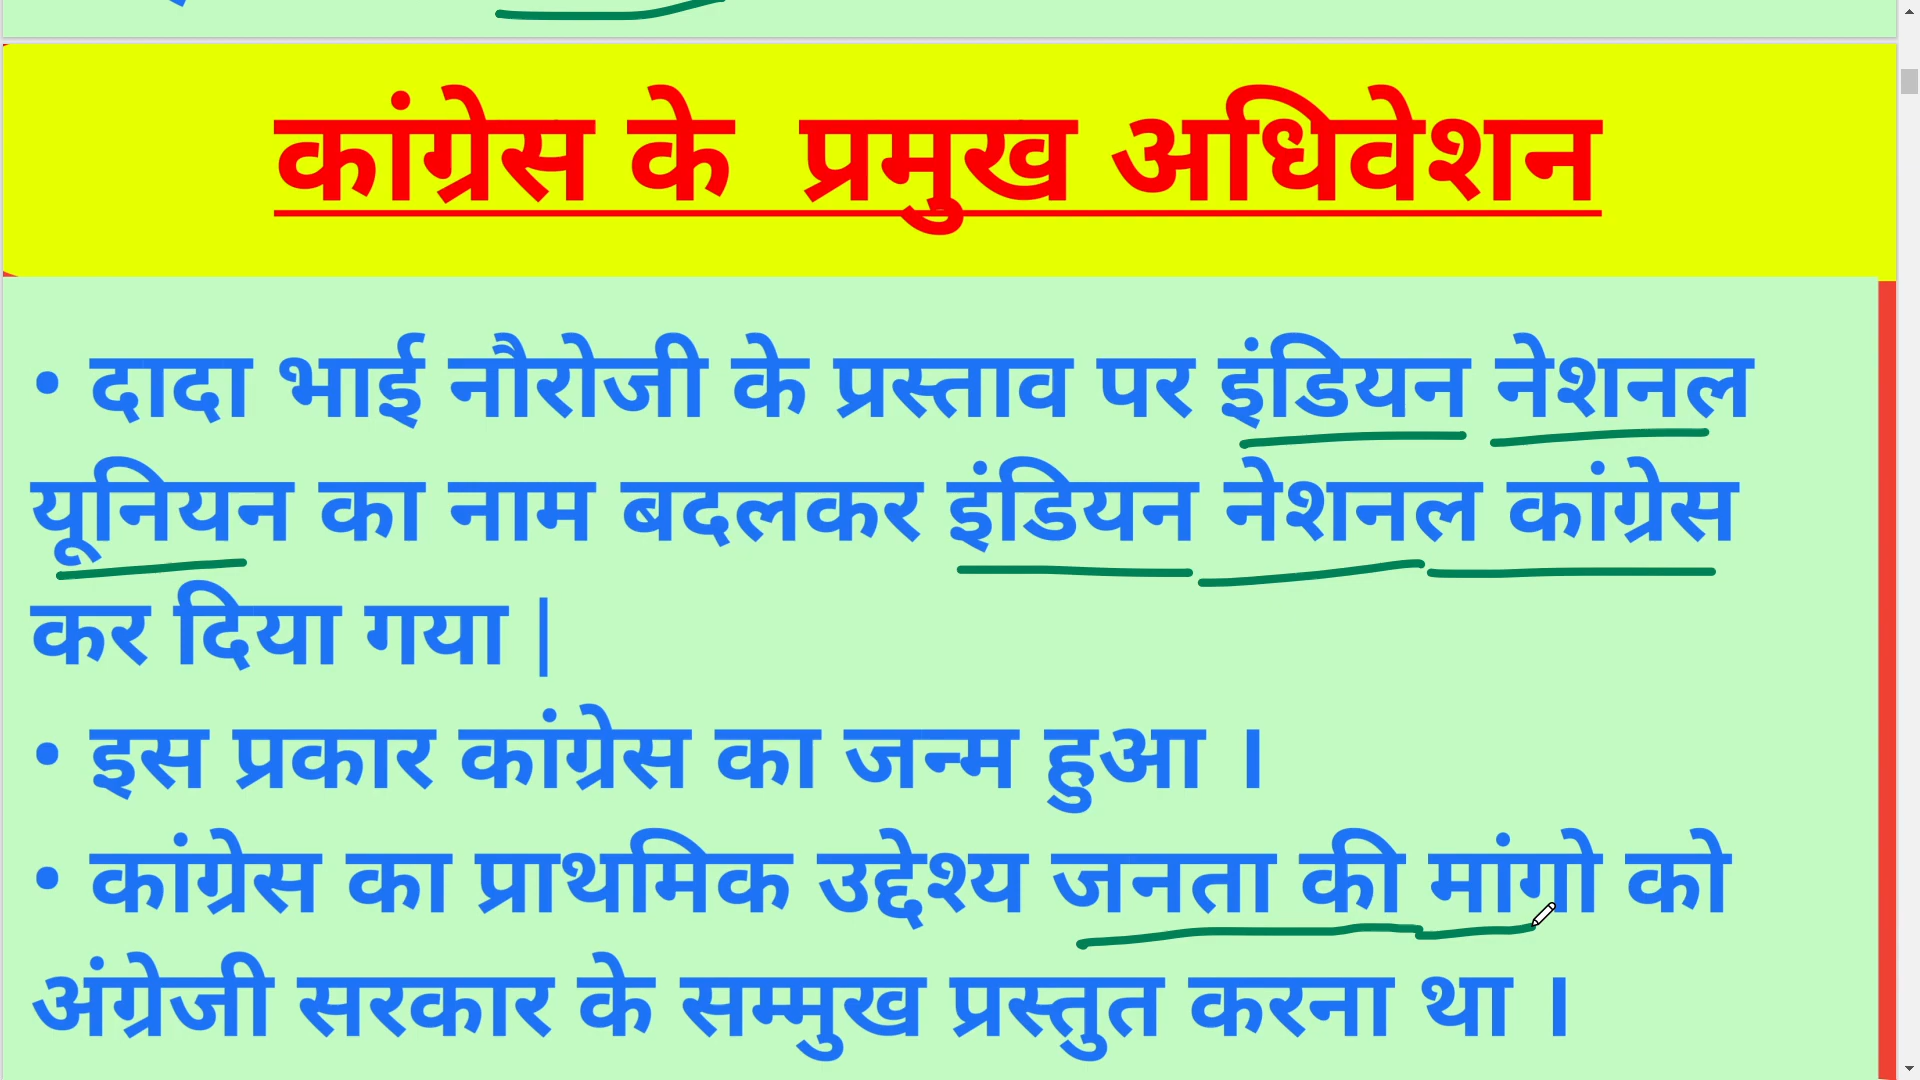 कांग्रेस के प्रमुख अधिवेशन
• दादा भाई नौरोजी के प्रस्ताव पर इंडियन नेशनल
यूनियन का नाम बदलकर इंडियन नेशनल कांग्रेस
कर दिया गया |
• इस प्रकार कांग्रेस का जन्म हुआ ।
• कांग्रेस का प्राथमिक उद्देश्य जनता की मांगो को
अंग्रेजी सरकार के सम्मुख प्रस्तुत करना था ।